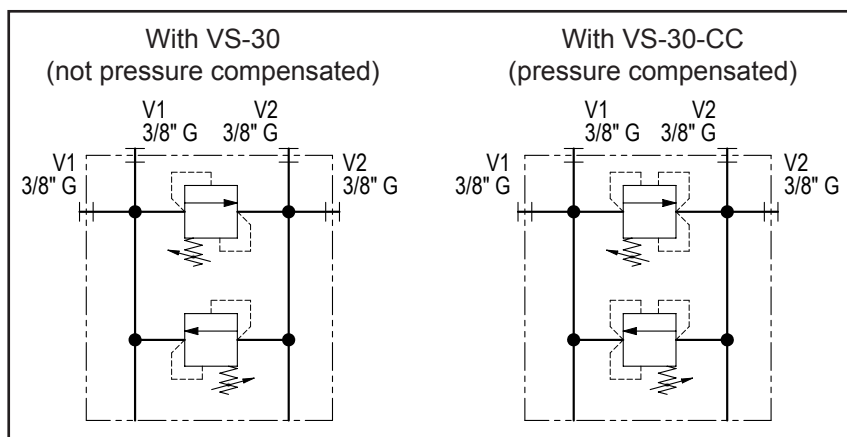 With VS-30
(not pressure compensated)
V1
3/8" G
V2
3/8" G
V1
3/8" G
V2
3/8" G
With VS-30-CC
(pressure compensated)
V1
3/8" G
V2
3/8" G
V1
3/8" G
V2
3/8" G